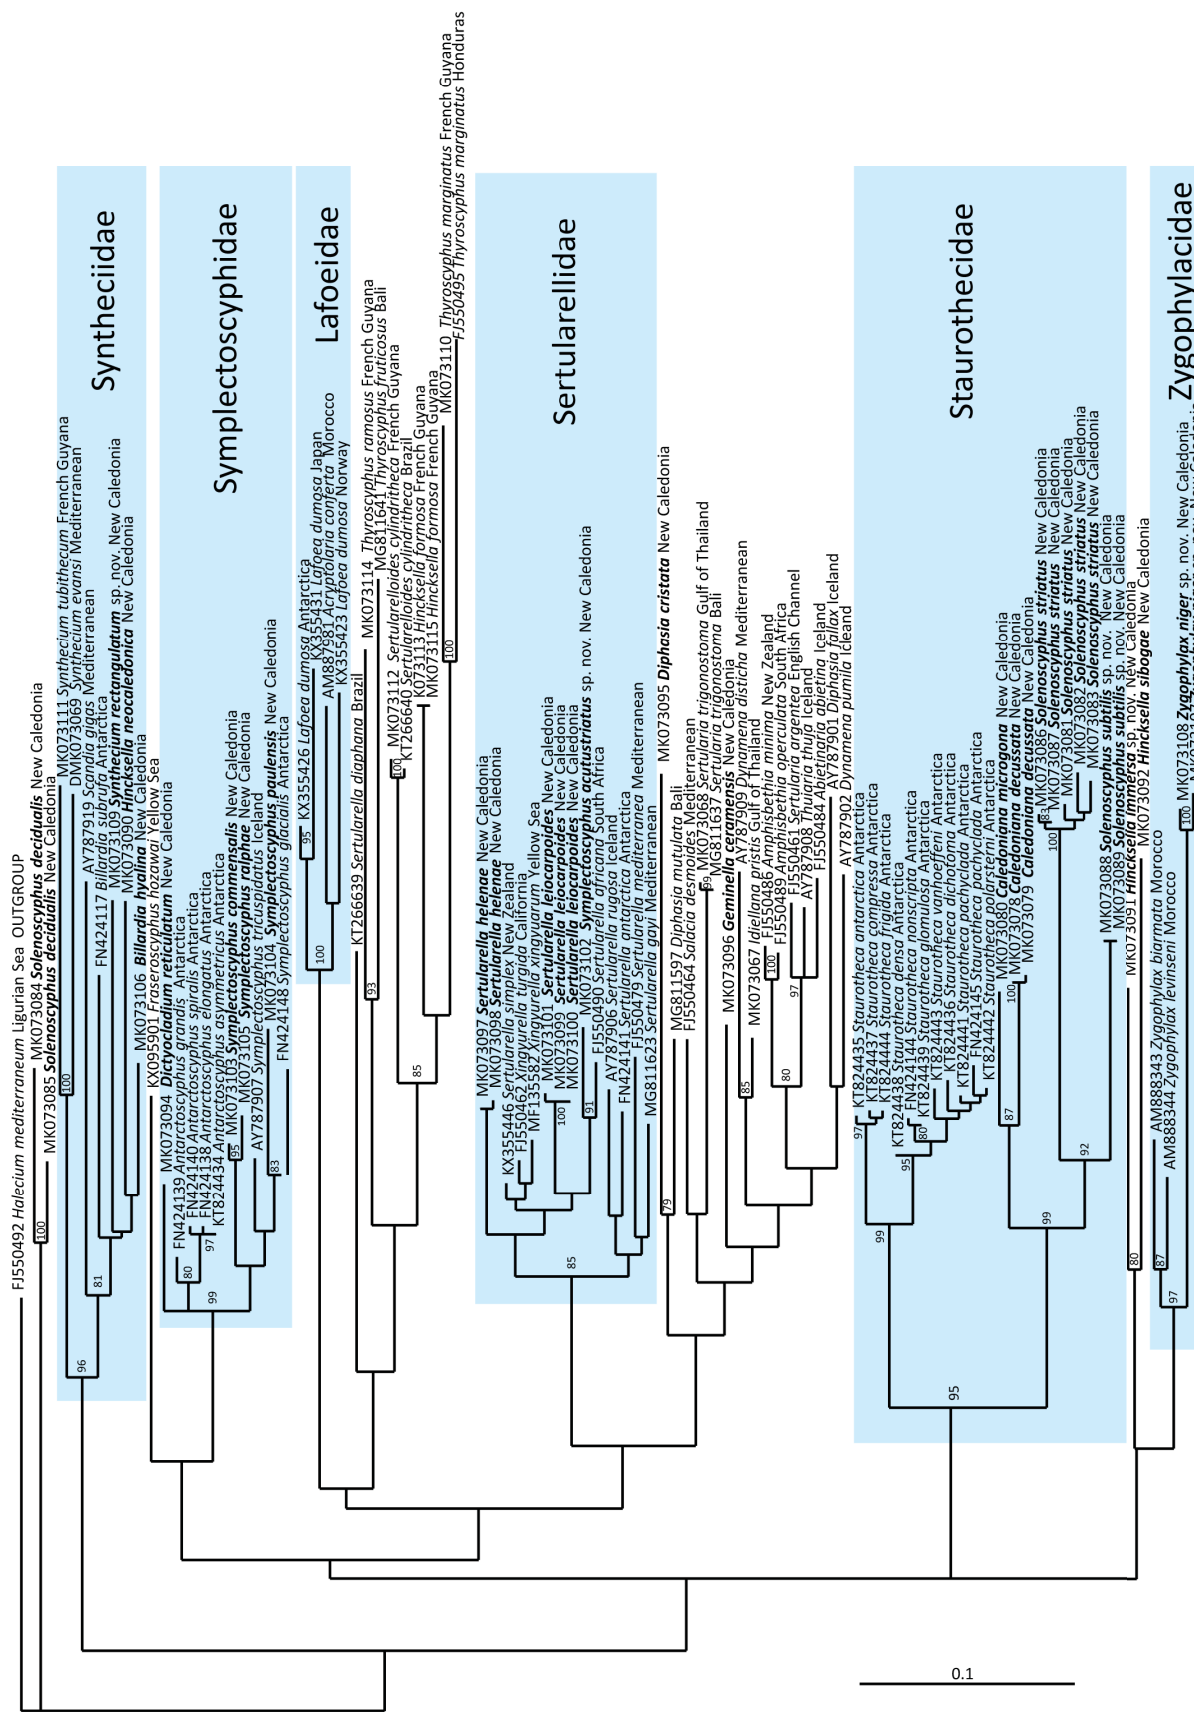 FJ550492 Halecium mediterraneum Ligurian Sea OUTGROUP
MK073084 Solenoscyphus decidualis New Caledonia
MK073085 Solenoscyphus decidualis New Caledonia
100
MK073111 Synthecium tubithecum French Guyana
DMK073069 Synthecium evansi Mediterranean
100
AY787919 Scandia gigas Mediterranean
FN424117 Billardia subrufa Antarctica
MK073109 Synthecium rectangulatum sp. nov. New Caledonia
MK073090 Hincksella neocaledonica New Caledonia
MK073106 Billardia hyalina New Caledonia
81
96
Syntheciidae
KX095901 Fraseroscyphus hozawai Yellow Sea
MK073094 Dictyocladium reticulatum New Caledonia
FN424139 Antarctoscyphus grandis Antarctica
FN424140 Antarctoscyphus spiralis Antarctica
FN424138 Antarctoscyphus elongatus Antarctica
KT824434 Antarctoscyphus asymmetricus Antarctica
80
97
99
MK073103 Symplectoscyphus commensalis New Caledonia
MK073105 Symplectoscyphus ralphae New Caledonia
95
AY787907 Symplectoscyphus tricuspidatus Iceland
MK073104 Symplectoscyphus paulensis New Caledonia
FN424148 Symplectoscyphus glacialis Antarctica
83
Symplectoscyphidae
KX355426 Lafoea dumosa Antarctica
KX355431 Lafoea dumosa Japan
95
AM887981 Acryptolaria conferta Morocco
KX355423 Lafoea dumosa Norway
100
Lafoeidae
KT266639 Sertularella diaphana Brazil
MK073114 Thyroscyphus ramosus French Guyana
MG811641 Thyroscyphus fruticosus Bali
93
MK073112 Sertularelloides cylindritheca French Guyana
KT266640 Sertularelloides cylindritheca Brazil
100
K073113 Hincksella formosa French Guyana
MK073115 Hincksella formosa French Guyana
85
MK073110 Thyroscyphus marginatus French Guyana
FJ550495 Thyroscyphus marginatus Honduras
100
MK073097 Sertularella helenae New Caledonia
MK073098 Sertularella helenae New Caledonia
KX355446 Sertularella simplex New Zealand
FJ550462 Xingyurella turgida California
MF135582 Xingyurella xingyuarum Yellow Sea
MK073101 Sertularella leiocarpoides New Caledonia
MK073099 Sertularella leiocarpoides New Caledonia
MK073100 Sertularella leiocarpoides New Caledonia
100
MK073102 Symplectoscyphus acutustriatus sp. nov. New Caledonia
FJ550490 Sertularella africana South Africa
91
AY787906 Sertularella rugosa Iceland
FN424141 Sertularella antarctica Antarctica
FJ550479 Sertularella mediterranea Mediterranean
MG811623 Sertularella gayi Mediterranean
85
Sertularellidae
MK073095 Diphasia cristata New Caledonia
MG811597 Diphasia mutulata Bali
79
FJ550464 Salacia desmoides Mediterranean
MK073068 Sertularia trigonostoma Gulf of Thailand
MG811637 Sertularia trigonostoma Bali
99
MK073096 Geminella ceramensis New Caledonia
AY787909 Dynamena disticha Mediterranean
MK073067 Idiellana pristis Gulf of Thailand
85
FJ550486 Amphisbethia minima New Zealand
FJ550489 Amphisbethia operculata South Africa
100
FJ550461 Sertularia argentea English Channel
AY787908 Thuiaria thuja Iceland
FJ550484 Abietinaria abietina Iceland
97
80
AY787901 Diphasia fallax Iceland
AY787902 Dynamena pumila Icleand
KT824435 Staurotheca antarctica Antarctica
KT824437 Staurotheca compressa Antarctica
KT824444 Staurotheca frigida Antarctica
97
KT824438 Staurotheca densa Antarctica
FN424144 Staurotheca nonscripta Antarctica
KT824439 Staurotheca glomulosa Antarctica
80
KT824443 Staurotheca vanhoeffeni Antarctica
KT824436 Staurotheca dichotoma Antarctica
KT824441 Staurotheca pachyclada Antarctica
FN424145 Staurotheca pachyclada Antarctica
KT824442 Staurotheca polarsterni Antarctica
95
99
MK073080 Caledoniana microgona New Caledonia
MK073078 Caledoniana decussata New Caledonia
MK073079 Caledoniana decussata New Caledonia
100
87
MK073086 Solenoscyphus striatus New Caledonia
MK073087 Solenoscyphus striatus New Caledonia
83
MK073081 Solenoscyphus striatus New Caledonia
MK073082 Solenoscyphus striatus New Caledonia
MK073083 Solenoscyphus striatus New Caledonia
100
MK073088 Solenoscyphus subtilis sp. nov. New Caledonia
MK073089 Solenoscyphus subtilis sp. nov. New Caledonia
92
99
95
Staurothecidae
MK073091 Hincksella immersa sp. nov. New Caledonia
MK073092 Hincksella sibogae New Caledonia
80
AM888343 Zygophylax biarmata Morocco
AM888344 Zygophylax levinseni Morocco
87
MK073108 Zygophylax niger sp. nov. New Caledonia
100
97
Zygophylacidae
0.1